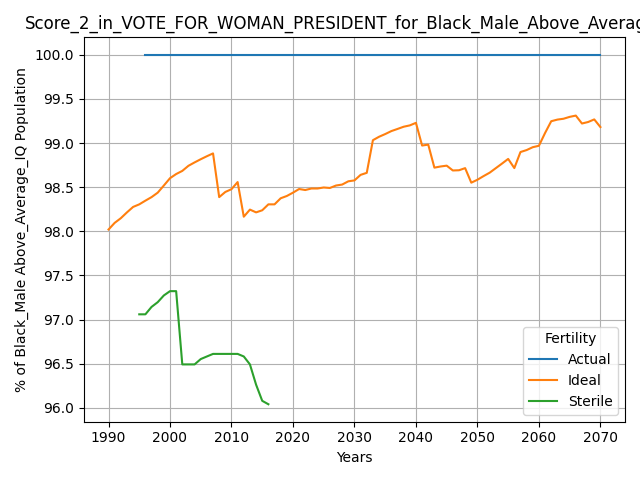 Score_2_in_VOTE_FOR_WOMAN_PRESIDENT_for_Black_Male_Above_Average
% of Black_Male Above_Average_IQ Population
100.0
99.5
99.0
98.5
98.0
97.5
97.0
96.5
96.0
Fertility
Actual
Ideal
Sterile
1990 2000 2010 2020 2030 2040 2050 2060 2070
Years